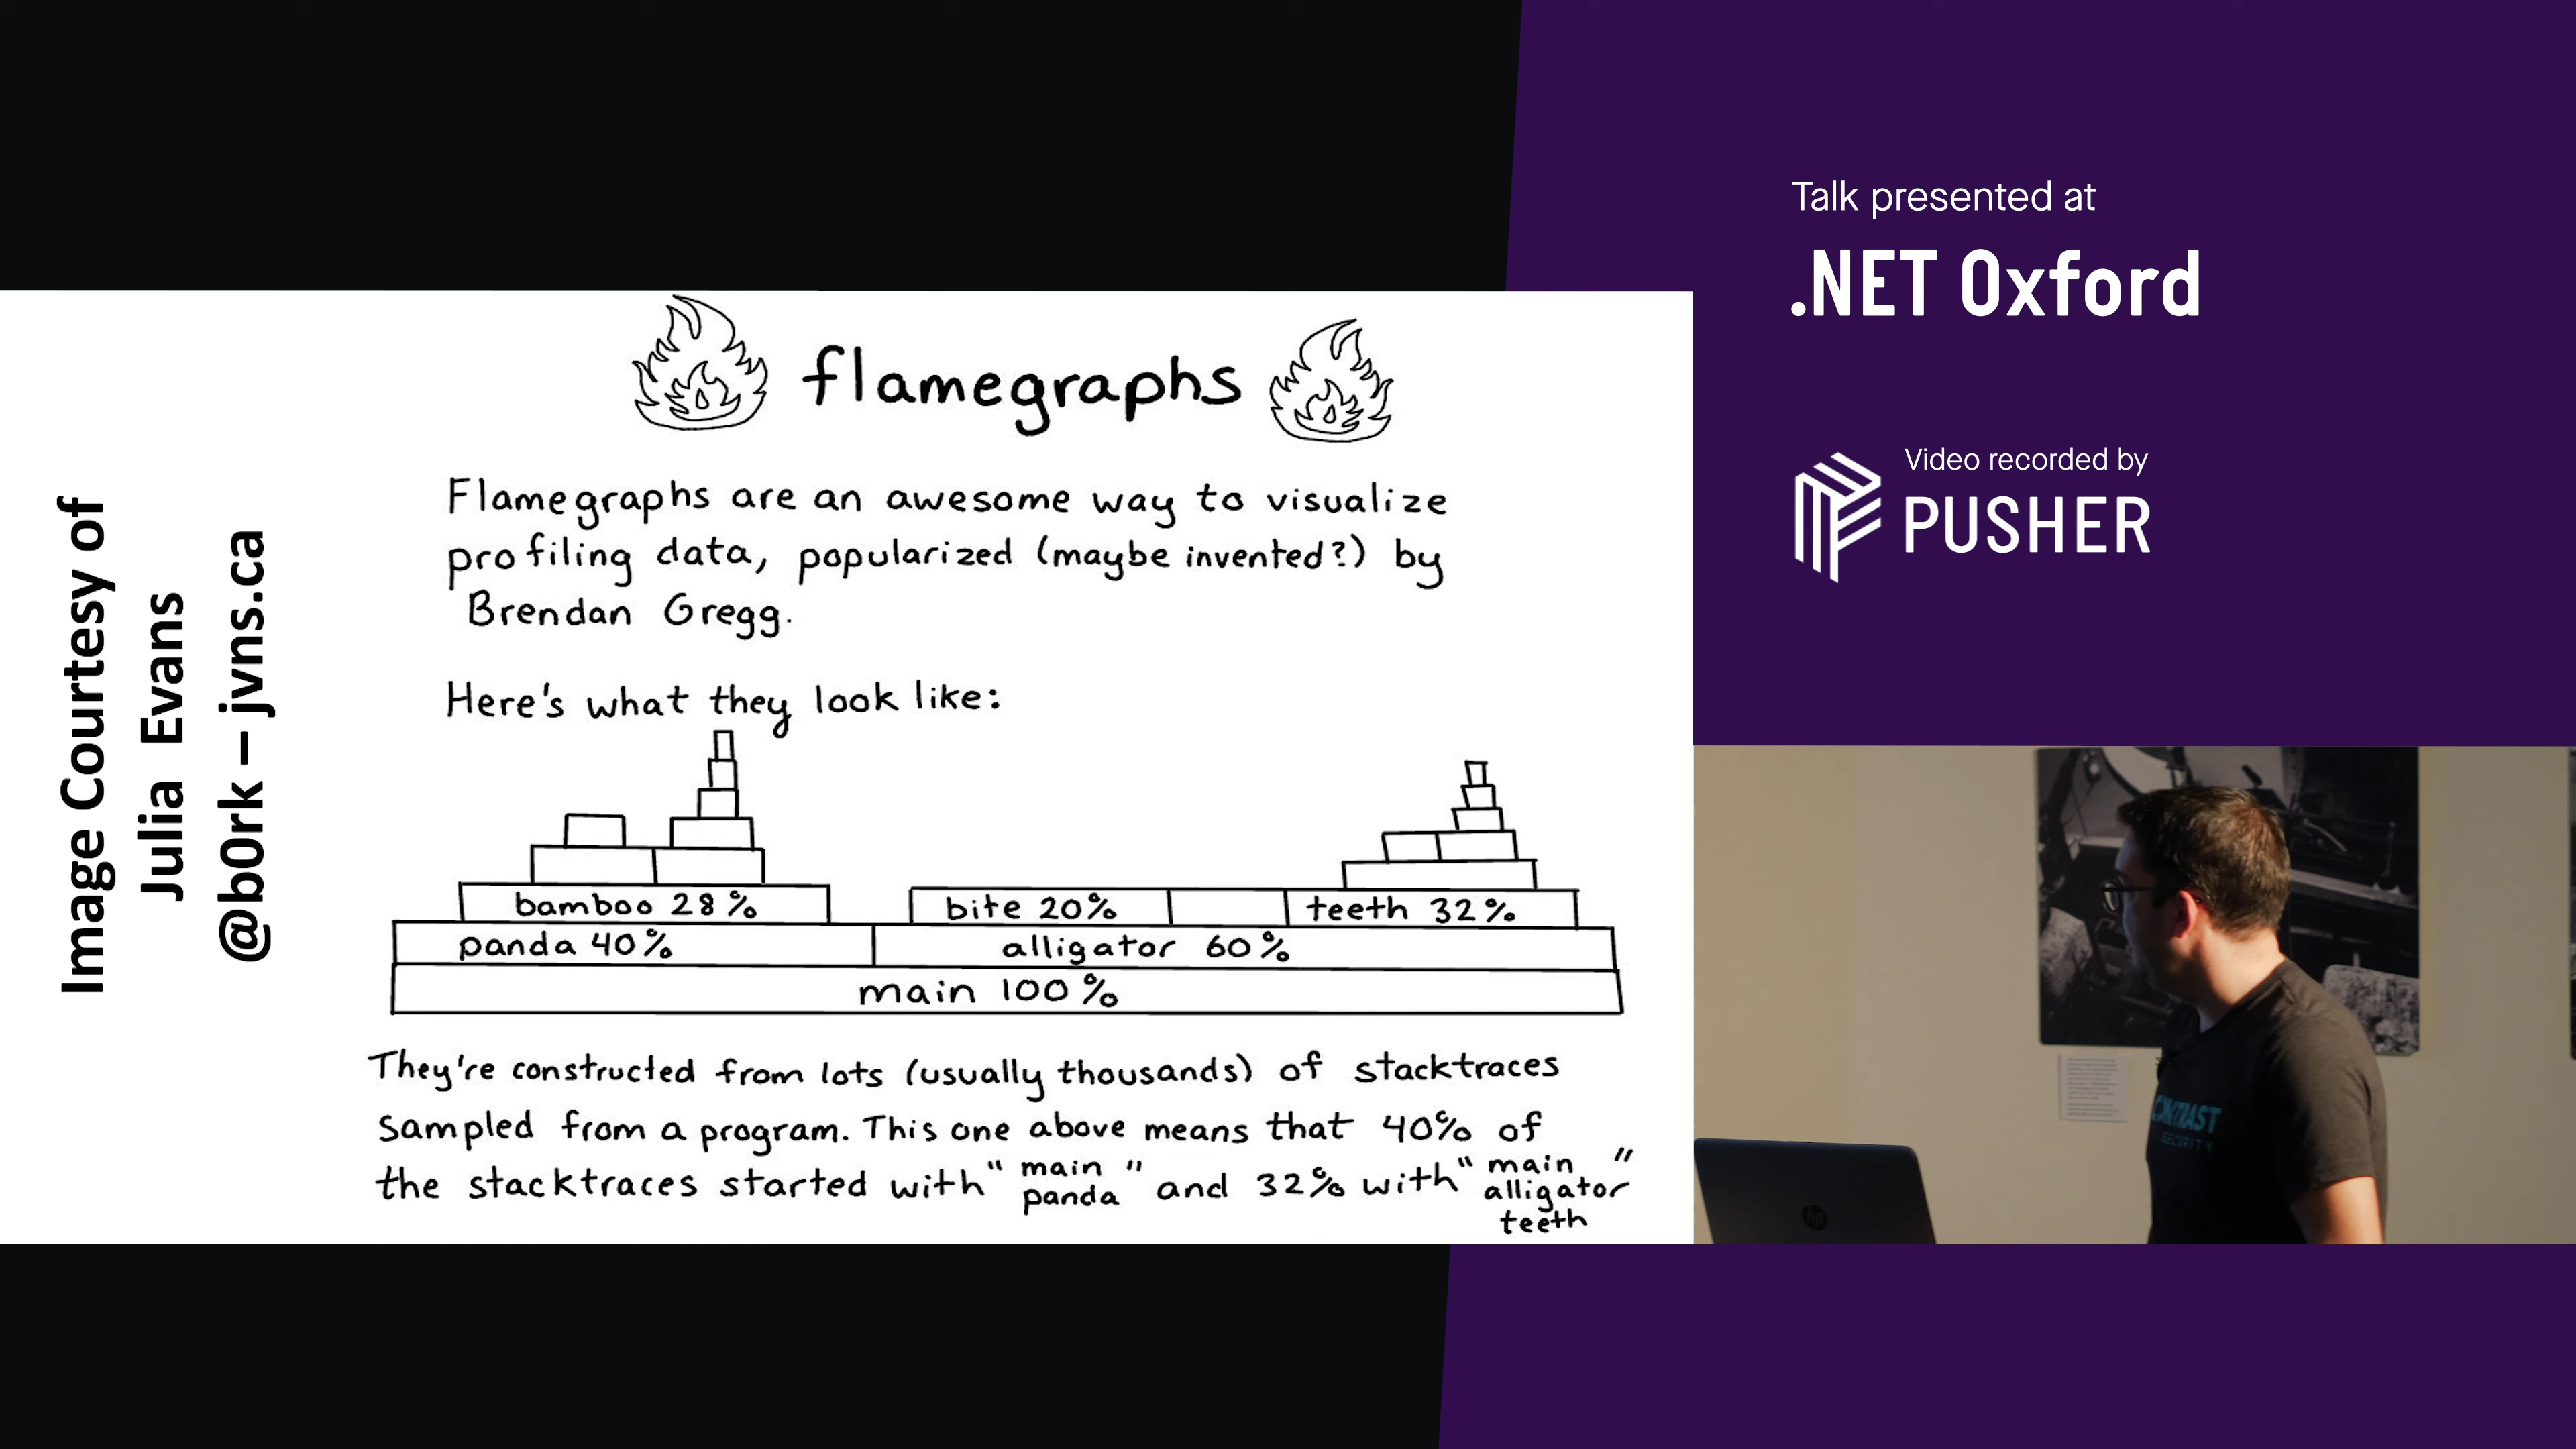 Image Courtesy of
Julia Evans
@b0rk – jvns.ca
flamegraphs
Flamegraphs are an awesome way to visualize
profiling data, popularized (maybe invented?) by
Brendan Gregg.
Here's what they look like:
bamboo 28%
bite 20%
teeth 32%
panda 40%
alligator 60%
main 100%
They're constructed from lots (usually thousands) of stacktraces
sampled from a program. This one above means that 40% of
the stacktraces started with "main panda" and 32% with "main alligator teeth"
Talk presented at
.NET Oxford
Video recorded by
PUSHER
CONTRAST
SECURITY
hp